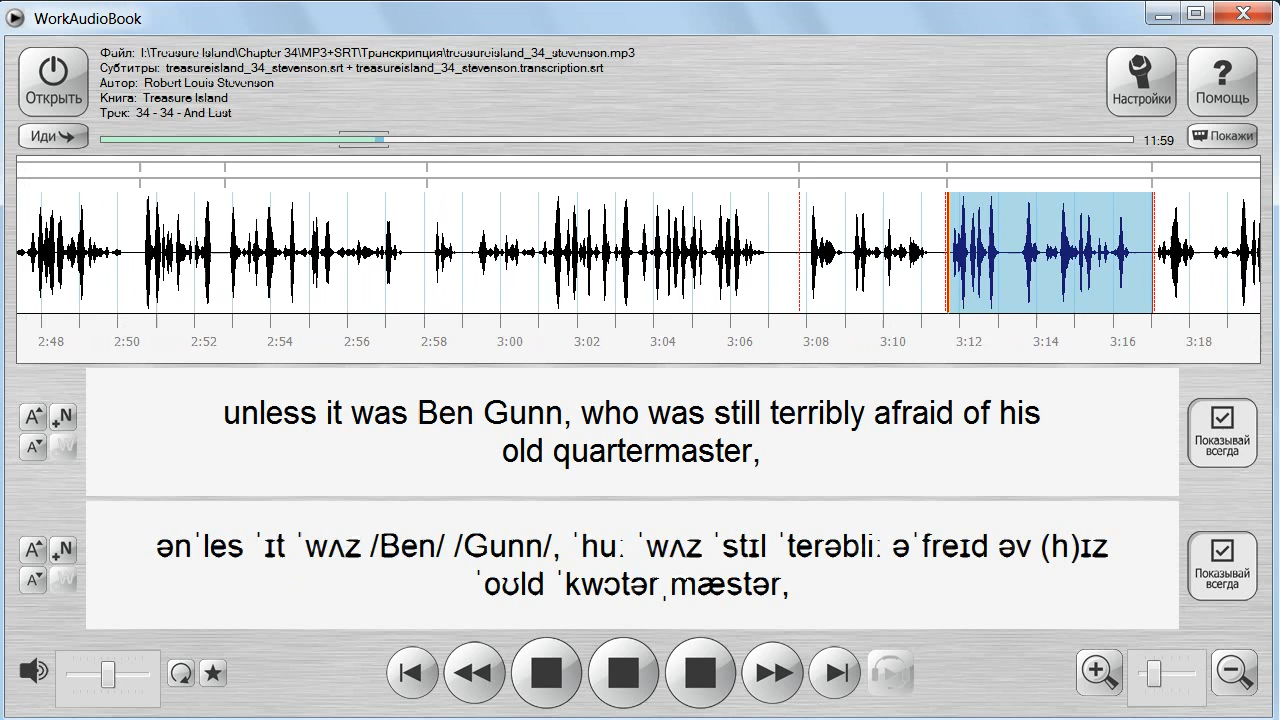 WorkAudioBook
Открыть
Файл: I:\Treasure Island\Chapter 34\MP3+SRT\Транскрипция\treasureisland_34_stevenson.mp3
Субтитры: treasureisland_34_stevenson.srt + treasureisland_34_stevenson.transcription.srt
Автор: Robert Louis Stevenson
Книга: Treasure Island
Трек: 34 - 34 - And Last
Настройки
? Помощь
Иди
11:59
Покажи
2:48 2:50 2:52 2:54 2:56 2:58 3:00 3:02 3:04 3:06 3:08 3:10 3:12 3:14 3:16 3:18
unless it was Ben Gunn, who was still terribly afraid of his
old quartermaster,
A +N
A W
Показывай
всегда
ənˈles ˈɪt ˈwʌz /Ben/ /Gunn/, ˈhuː ˈwʌz ˈstɪl ˈterəbliː əˈfreɪd əv (h)ɪz
ˈoʊld ˈkwɔtərˌmæstər,
A +N
A W
Показывай
всегда